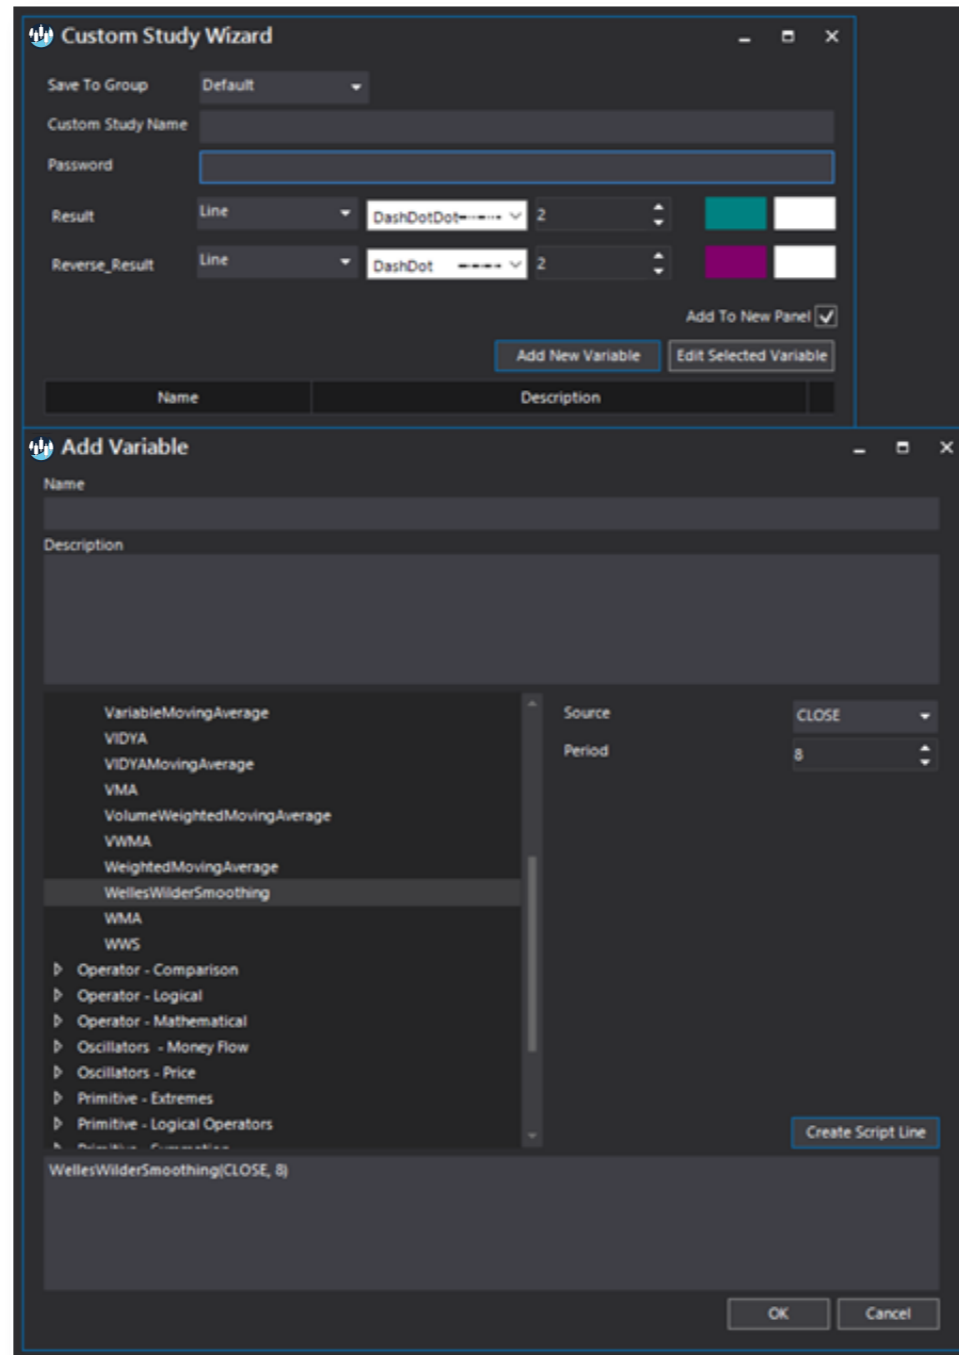 Custom Study Wizard
Save To Group Default
Custom Study Name
Password
Result Line DashDotDot 2
Reverse_Result Line DashDot 2
Add To New Panel
Add New Variable Edit Selected Variable
Name Description
Add Variable
Name
Description
VariableMovingAverage Source CLOSE
VIDYA
VIDYAMovingAverage Period 8
VMA
VolumeWeightedMovingAverage
VWMA
WeightedMovingAverage
WellesWilderSmoothing
WMA
WWS
Operator - Comparison
Operator - Logical
Operator - Mathematical
Oscillators - Money Flow
Oscillators - Price
Primitive - Extremes
Primitive - Logical Operators
Create Script Line
WellesWilderSmoothing(CLOSE, 8)
OK Cancel